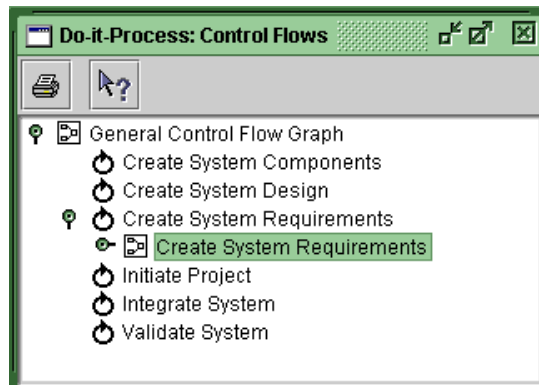 Do-it-Process: Control Flows
?
General Control Flow Graph
Create System Components
Create System Design
Create System Requirements
Create System Requirements
Initiate Project
Integrate System
Validate System